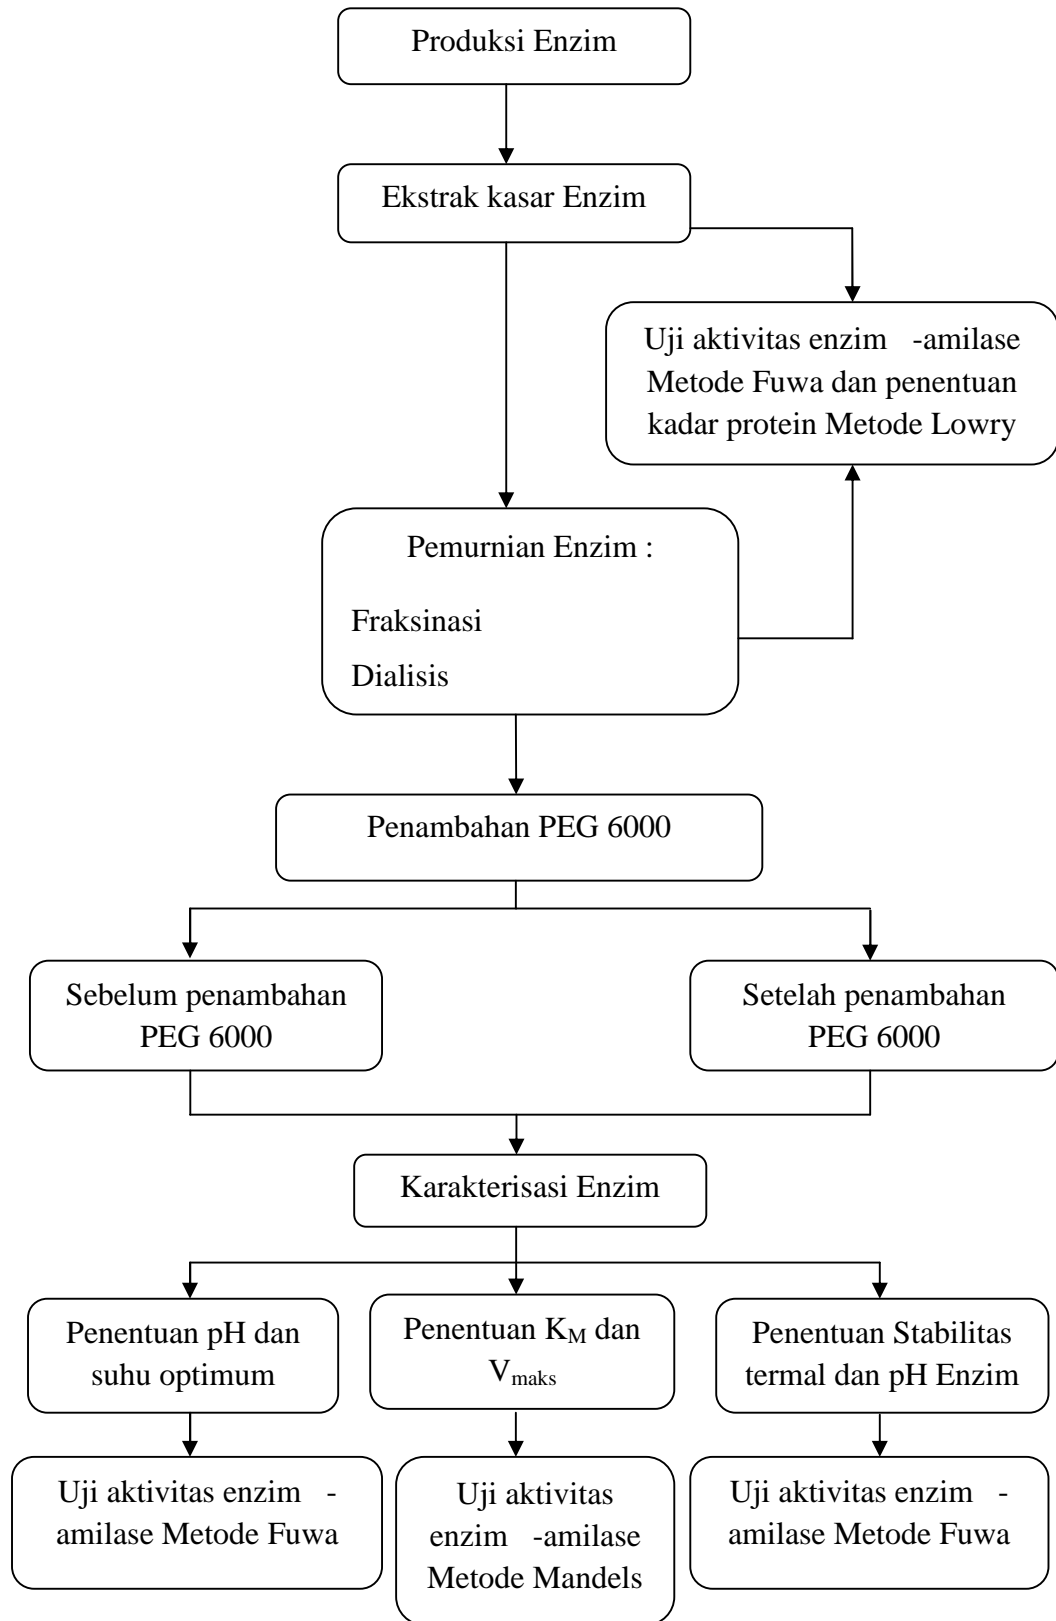 Produksi Enzim
Ekstrak kasar Enzim
Uji aktivitas enzim -amilase
Metode Fuwa dan penentuan
kadar protein Metode Lowry
Pemurnian Enzim :
Fraksinasi
Dialisis
Penambahan PEG 6000
Sebelum penambahan
PEG 6000
Setelah penambahan
PEG 6000
Karakterisasi Enzim
Penentuan pH dan
suhu optimum
Penentuan K_M dan
V_maks
Penentuan Stabilitas
termal dan pH Enzim
Uji aktivitas enzim -
amilase Metode Fuwa
Uji aktivitas
enzim -amilase
Metode Mandels
Uji aktivitas enzim -
amilase Metode Fuwa